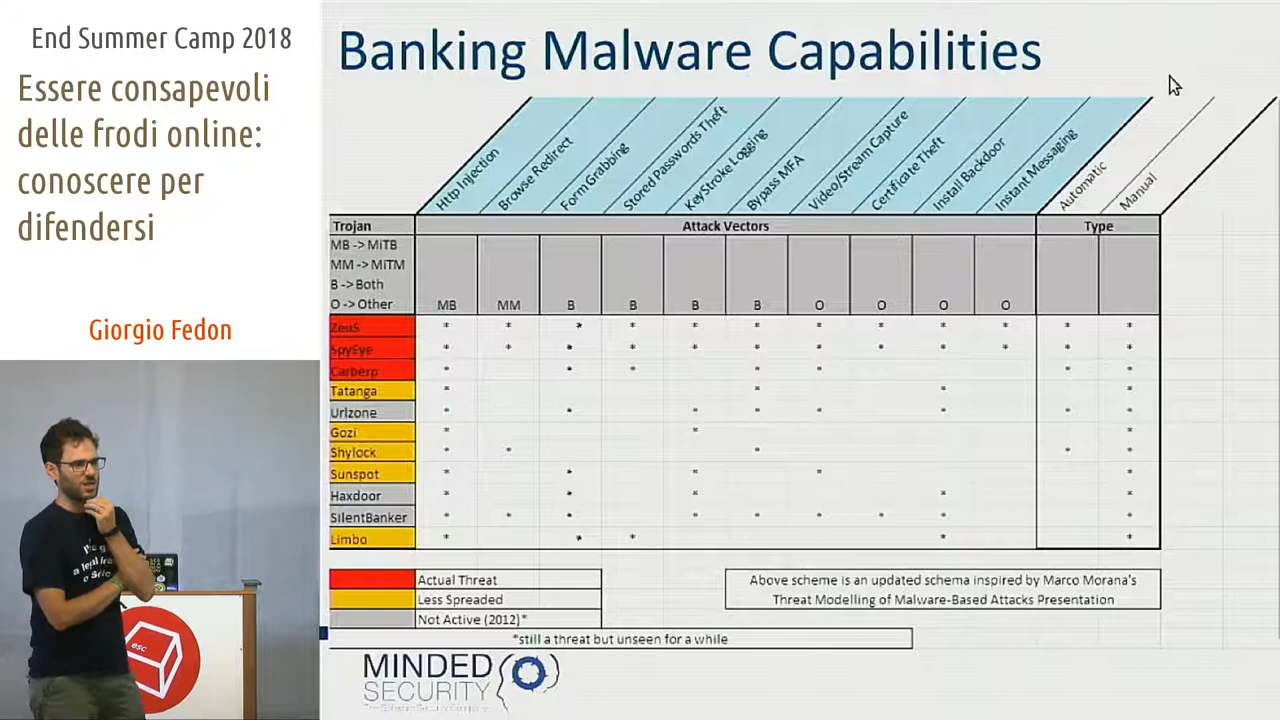 End Summer Camp 2018
Essere consapevoli
delle frodi online:
conoscere per
difendersi
Giorgio Fedon
Banking Malware Capabilities
Http Injection
Browse Redirect
Form Grabbing
Stored Passwords Theft
KeyStroke Logging
Bypass MFA
Video/Stream Capture
Certificate Theft
Install Backdoor
Instant Messaging
Automatic
Manual
Trojan Attack Vectors Type
MB -> MiTB
MM -> MiTM
B -> Both
O -> Other MB MM B B B B O O O O
ZeuS * * * * * * * * * * * *
SpyEye * * * * * * * * * * * *
Carberp * * * * * * *
Tatanga * * * *
Urlzone * * * * * * * *
Gozi * * *
Shylock * * * * *
Sunspot * * * * *
Haxdoor * * * * *
SilentBanker * * * * * * * * *
Limbo * * * * *
Actual Threat
Less Spreaded
Not Active (2012)*
*still a threat but unseen for a while
Above scheme is an updated schema inspired by Marco Morana's
Threat Modelling of Malware-Based Attacks Presentation
MINDED
SECURITY
esc